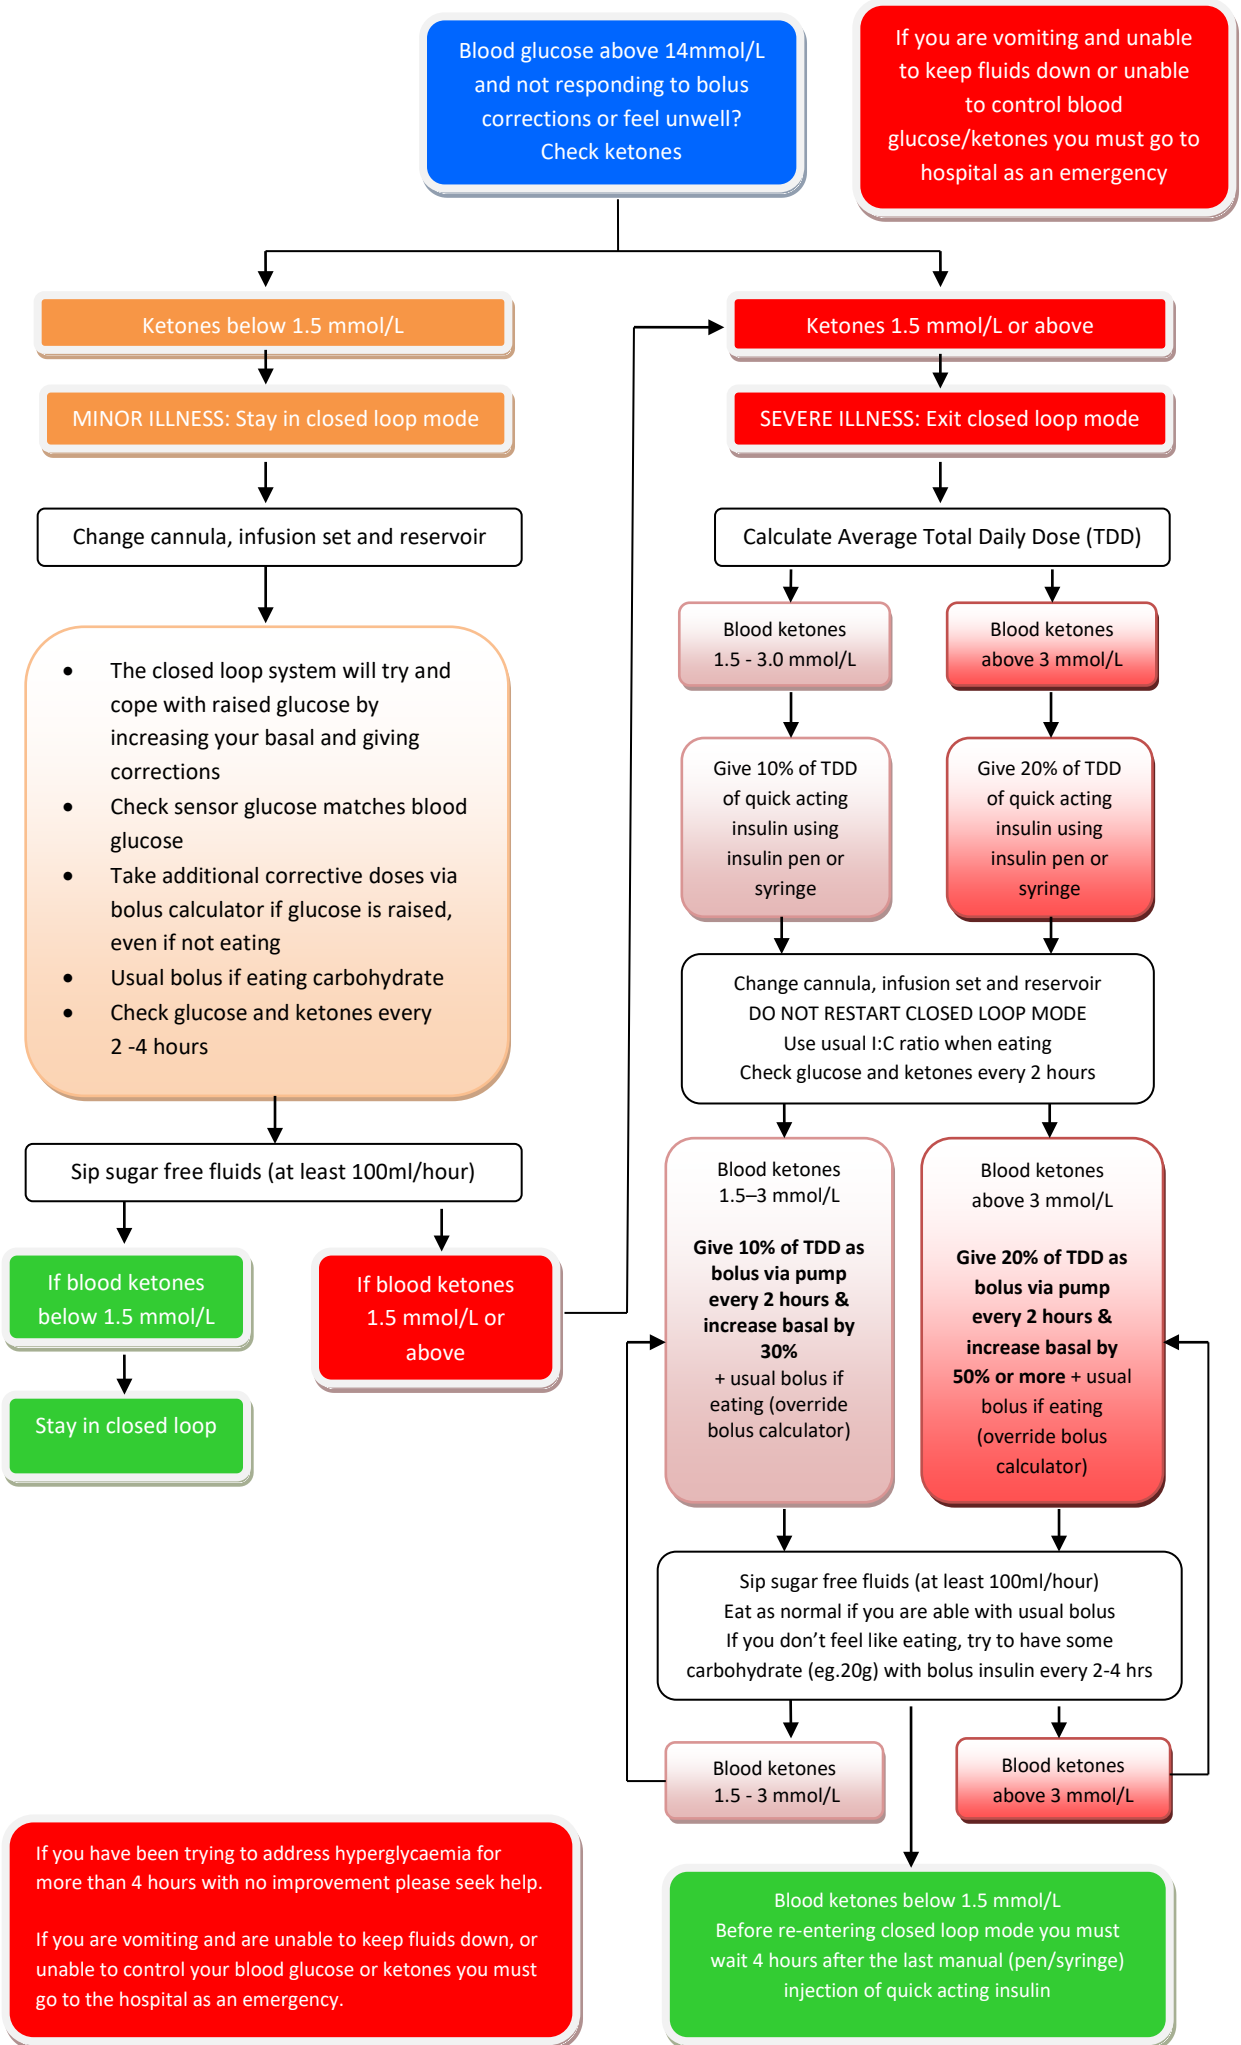 Blood glucose above 14mmol/L
and not responding to bolus
corrections or feel unwell?
Check ketones
If you are vomiting and unable
to keep fluids down or unable
to control blood
glucose/ketones you must go to
hospital as an emergency
Ketones below 1.5 mmol/L
MINOR ILLNESS: Stay in closed loop mode
Change cannula, infusion set and reservoir
• The closed loop system will try and
cope with raised glucose by
increasing your basal and giving
corrections
• Check sensor glucose matches blood
glucose
• Take additional corrective doses via
bolus calculator if glucose is raised,
even if not eating
• Usual bolus if eating carbohydrate
• Check glucose and ketones every
2 -4 hours
Sip sugar free fluids (at least 100ml/hour)
If blood ketones
below 1.5 mmol/L
Stay in closed loop
If blood ketones
1.5 mmol/L or
above
Ketones 1.5 mmol/L or above
SEVERE ILLNESS: Exit closed loop mode
Calculate Average Total Daily Dose (TDD)
Blood ketones
1.5 - 3.0 mmol/L
Blood ketones
above 3 mmol/L
Give 10% of TDD
of quick acting
insulin using
insulin pen or
syringe
Give 20% of TDD
of quick acting
insulin using
insulin pen or
syringe
Change cannula, infusion set and reservoir
DO NOT RESTART CLOSED LOOP MODE
Use usual I:C ratio when eating
Check glucose and ketones every 2 hours
Blood ketones
1.5–3 mmol/L
Give 10% of TDD as
bolus via pump
every 2 hours &
increase basal by
30%
+ usual bolus if
eating (override
bolus calculator)
Blood ketones
above 3 mmol/L
Give 20% of TDD as
bolus via pump
every 2 hours &
increase basal by
50% or more + usual
bolus if eating
(override bolus
calculator)
Sip sugar free fluids (at least 100ml/hour)
Eat as normal if you are able with usual bolus
If you don’t feel like eating, try to have some
carbohydrate (eg.20g) with bolus insulin every 2-4 hrs
Blood ketones
1.5 - 3 mmol/L
Blood ketones
above 3 mmol/L
Blood ketones below 1.5 mmol/L
Before re-entering closed loop mode you must
wait 4 hours after the last manual (pen/syringe)
injection of quick acting insulin
If you have been trying to address hyperglycaemia for
more than 4 hours with no improvement please seek help.
If you are vomiting and are unable to keep fluids down, or
unable to control your blood glucose or ketones you must
go to the hospital as an emergency.